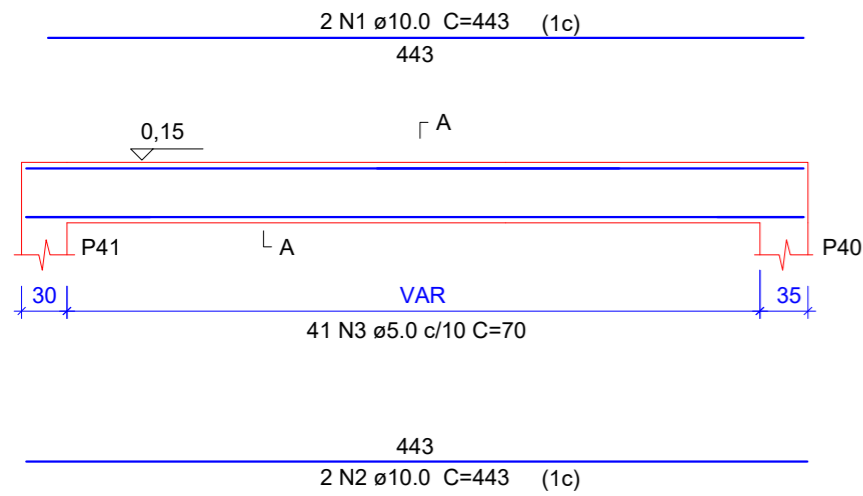 2 N1 ø10.0 C=443 (1c)
443
A
0,15
A
P41
P40
30
VAR
35
41 N3 ø5.0 c/10 C=70
443
2 N2 ø10.0 C=443 (1c)